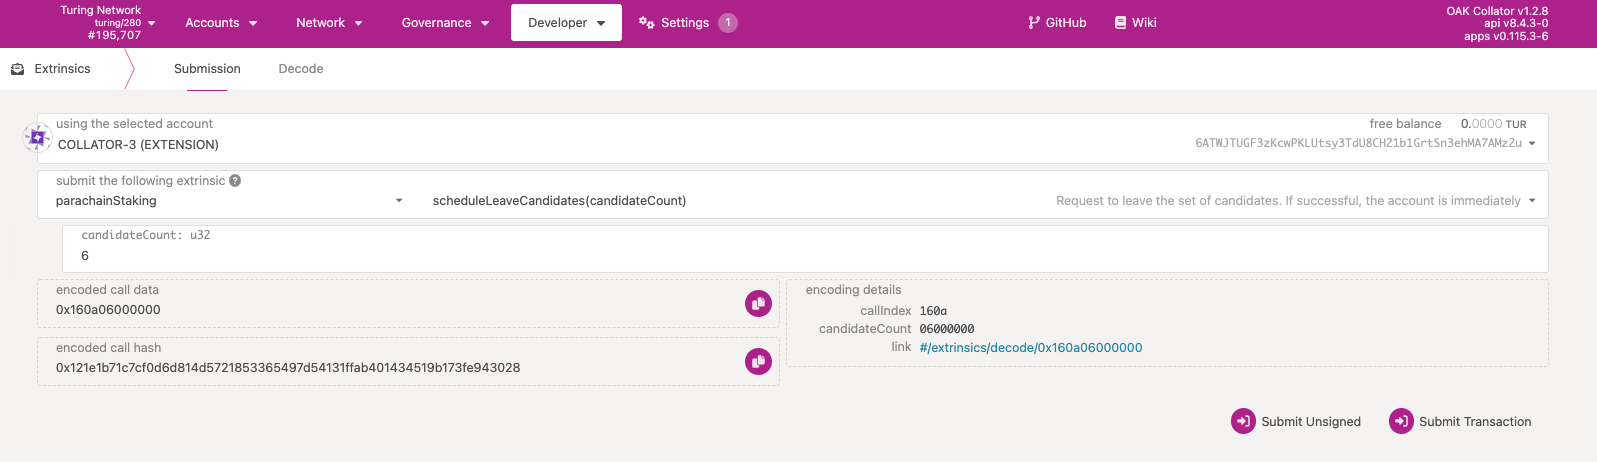 Turing Network
turing/280
#195,707
Accounts
Network
Governance
Developer
Settings 1
GitHub
Wiki
OAK Collator v1.2.8
api v8.4.3-0
apps v0.115.3-6
Extrinsics
Submission
Decode
using the selected account
COLLATOR-3 (EXTENSION)
free balance 0.0000 TUR
6ATWJTUGF3zKcwPKLUtsy3TdU8CH21b1GrtSn3ehMA7AMz2u
submit the following extrinsic ?
parachainStaking
scheduleLeaveCandidates(candidateCount)
Request to leave the set of candidates. If successful, the account is immediately
candidateCount: u32
6
encoded call data
0x160a06000000
encoded call hash
0x121e1b71c7cf0d6d814d5721853365497d54131ffab401434519b173fe943028
encoding details
callIndex 160a
candidateCount 06000000
link #/extrinsics/decode/0x160a06000000
Submit Unsigned
Submit Transaction